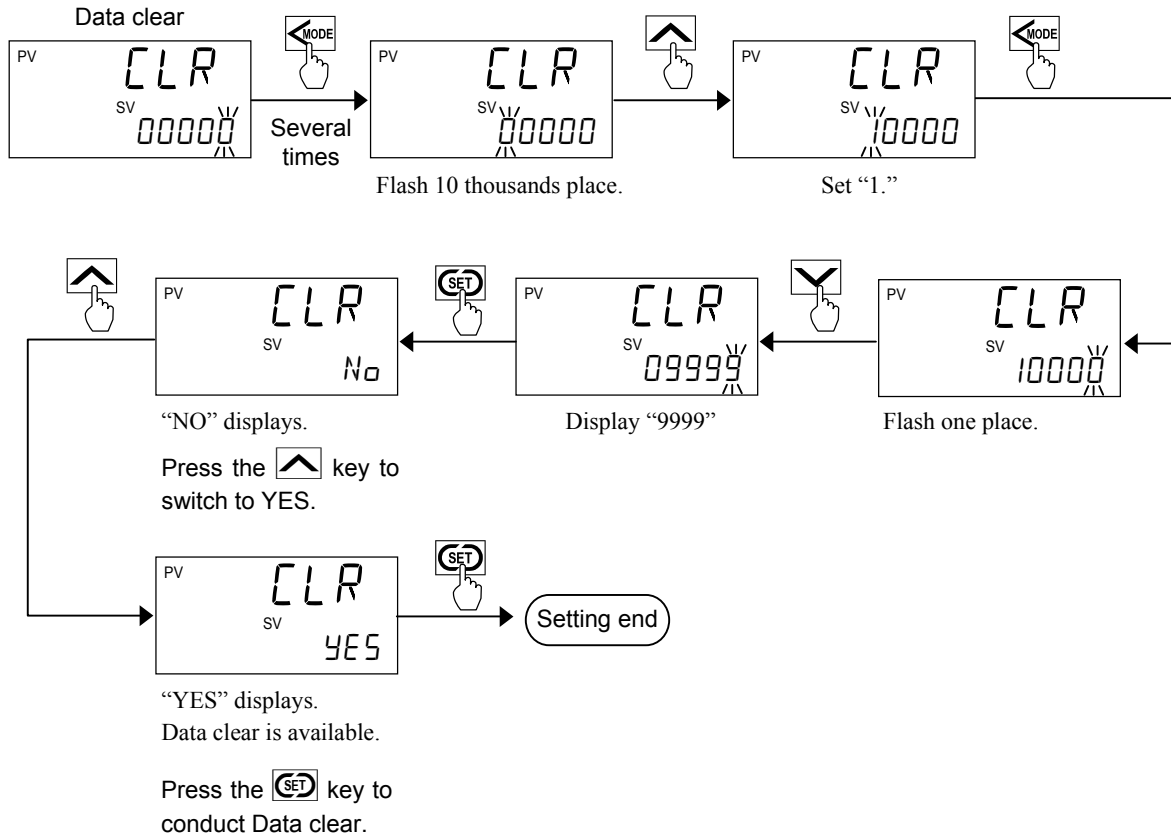 Data clear
PV
CLR
SV
00000
MODE
Several
times
PV
CLR
SV
00000
Flash 10 thousands place.
PV
CLR
SV
10000
Set “1.”
MODE
PV
CLR
SV
No
“NO” displays.
Press the key to
switch to YES.
SET
PV
CLR
SV
09999
Display “9999”
PV
CLR
SV
10000
Flash one place.
PV
CLR
SV
YES
“YES” displays.
Data clear is available.
Press the SET key to
conduct Data clear.
SET
Setting end